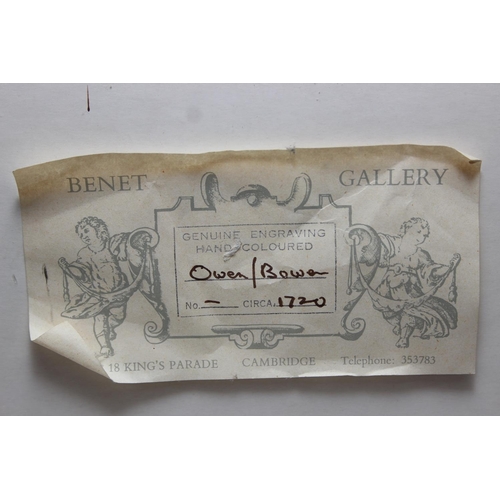 BENET GALLERY
GENUINE ENGRAVING
HAND COLOURED
Owen/Bowen
No. - CIRCA. 1720
18 KING'S PARADE CAMBRIDGE Telephone: 353783